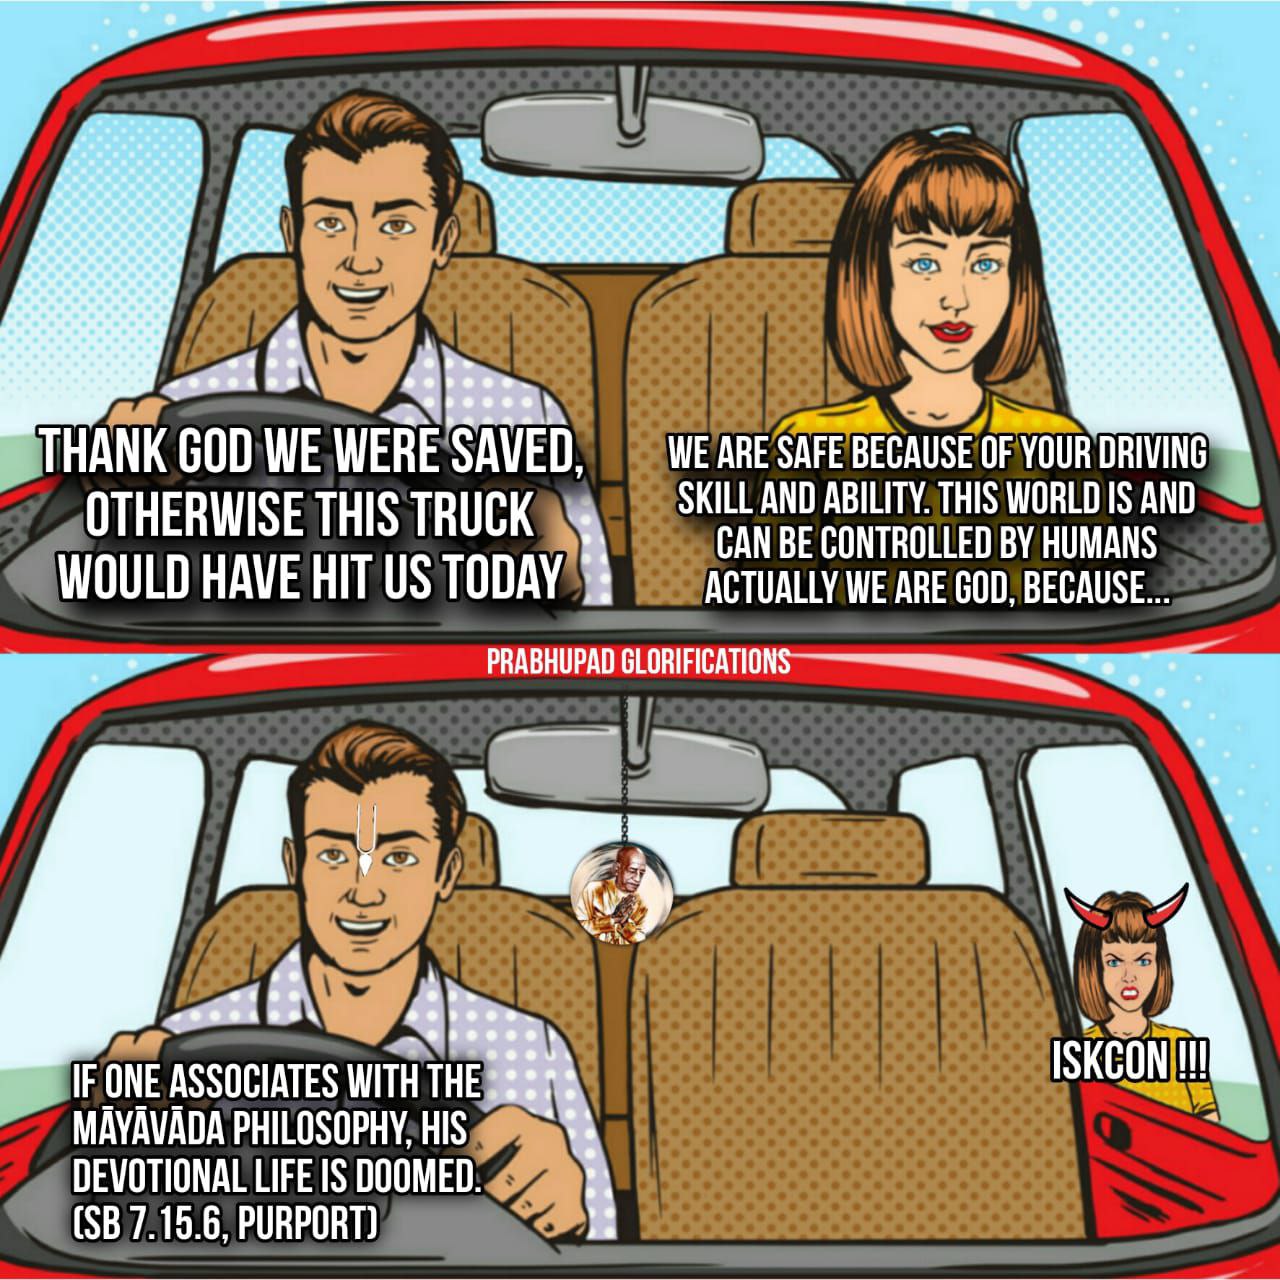 THANK GOD WE WERE SAVED,
OTHERWISE THIS TRUCK
WOULD HAVE HIT US TODAY
WE ARE SAFE BECAUSE OF YOUR DRIVING
SKILL AND ABILITY. THIS WORLD IS AND
CAN BE CONTROLLED BY HUMANS
ACTUALLY WE ARE GOD, BECAUSE...
PRABHUPAD GLORIFICATIONS
IF ONE ASSOCIATES WITH THE
MĀYĀVĀDA PHILOSOPHY, HIS
DEVOTIONAL LIFE IS DOOMED.
(SB 7.15.6, PURPORT)
ISKCON !!!